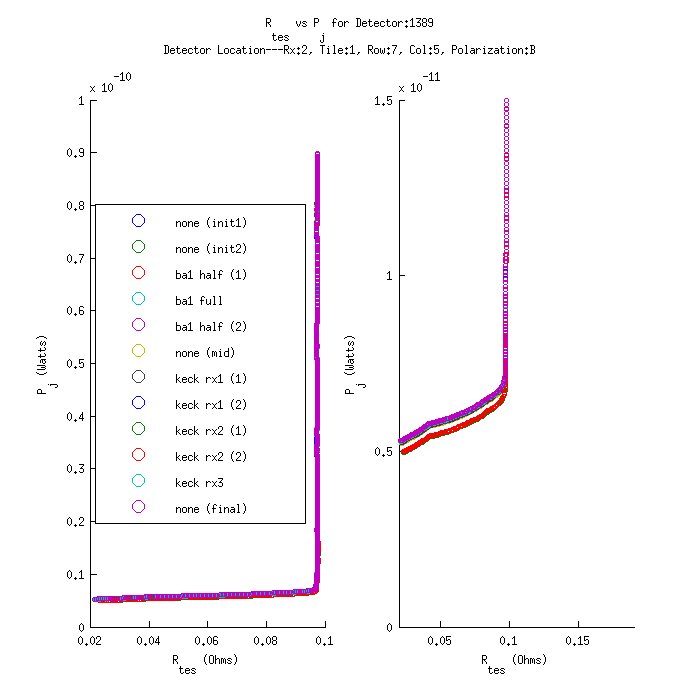 R    vs P  for Detector:1389
tes    j
Detector Location---Rx:2, Tile:1, Row:7, Col:5, Polarization:B
x 10^-10
1
0.9
0.8
0.7
0.6
0.5
0.4
0.3
0.2
0.1
0
0.02 0.04 0.06 0.08 0.1
R    (Ohms)
tes
P  (Watts)
j
none (init1)
none (init2)
ba1 half (1)
ba1 full
ba1 half (2)
none (mid)
keck rx1 (1)
keck rx1 (2)
keck rx2 (1)
keck rx2 (2)
keck rx3
none (final)
x 10^-11
1.5
1
0.5
0
0.05 0.1 0.15
R    (Ohms)
tes
P  (Watts)
j